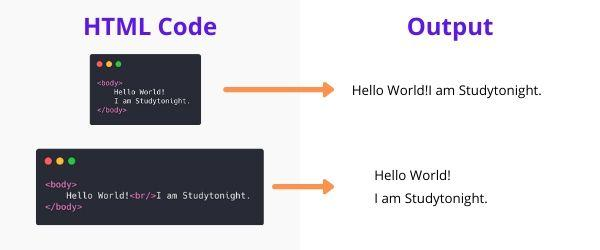 HTML Code
Output
<body>
Hello World!
I am Studytonight.
</body>
Hello World!I am Studytonight.
<body>
Hello World!<br/>I am Studytonight.
</body>
Hello World!
I am Studytonight.